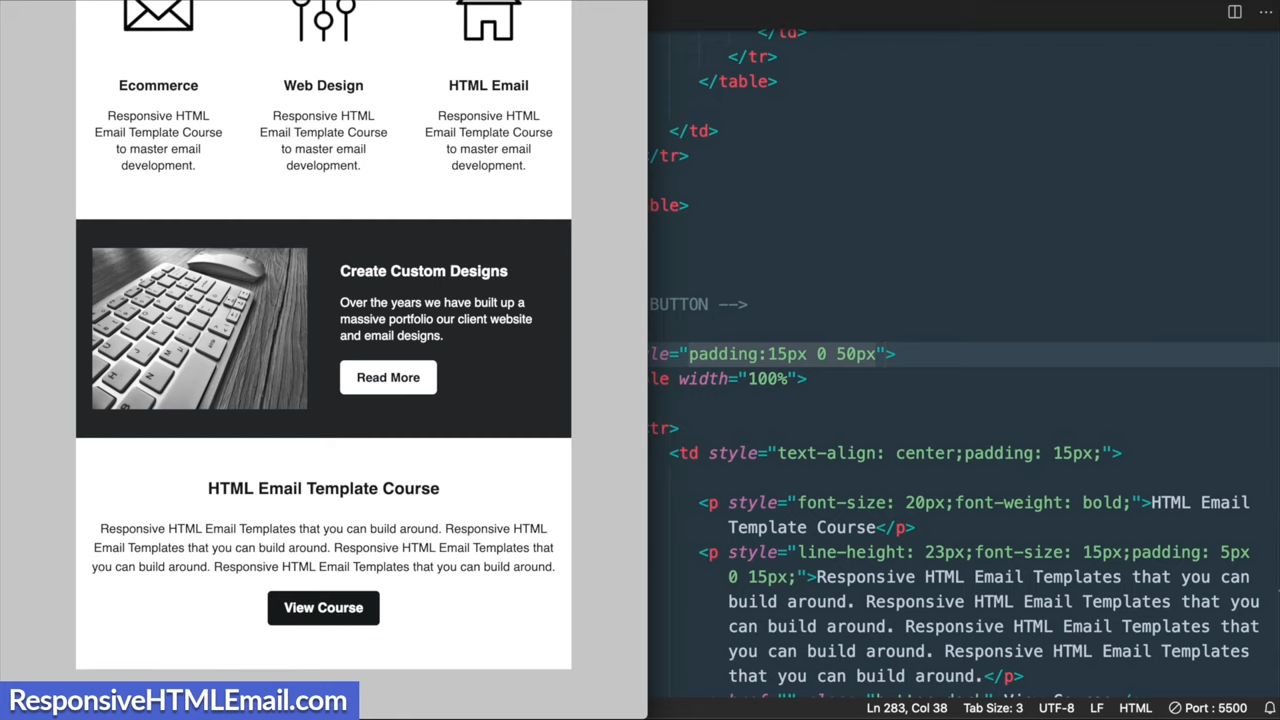 Ecommerce
Web Design
HTML Email
Responsive HTML
Email Template Course
to master email
development.
Responsive HTML
Email Template Course
to master email
development.
Responsive HTML
Email Template Course
to master email
development.
Create Custom Designs
Over the years we have built up a
massive portfolio our client website
and email designs.
Read More
HTML Email Template Course
Responsive HTML Email Templates that you can build around. Responsive HTML
Email Templates that you can build around. Responsive HTML Email Templates that
you can build around. Responsive HTML Email Templates that you can build around.
View Course
ResponsiveHTMLEmail.com
</td>
</tr>
</table>
</td>
/tr>
ble>
BUTTON -->
le="padding:15px 0 50px">
le width="100%">
tr>
<td style="text-align: center;padding: 15px;">
<p style="font-size: 20px;font-weight: bold;">HTML Email
Template Course</p>
<p style="line-height: 23px;font-size: 15px;padding: 5px
0 15px;">Responsive HTML Email Templates that you can
build around. Responsive HTML Email Templates that you
can build around. Responsive HTML Email Templates that
you can build around. Responsive HTML Email Templates
that you can build around.</p>
Ln 283, Col 38 Tab Size: 3 UTF-8 LF HTML Port : 5500